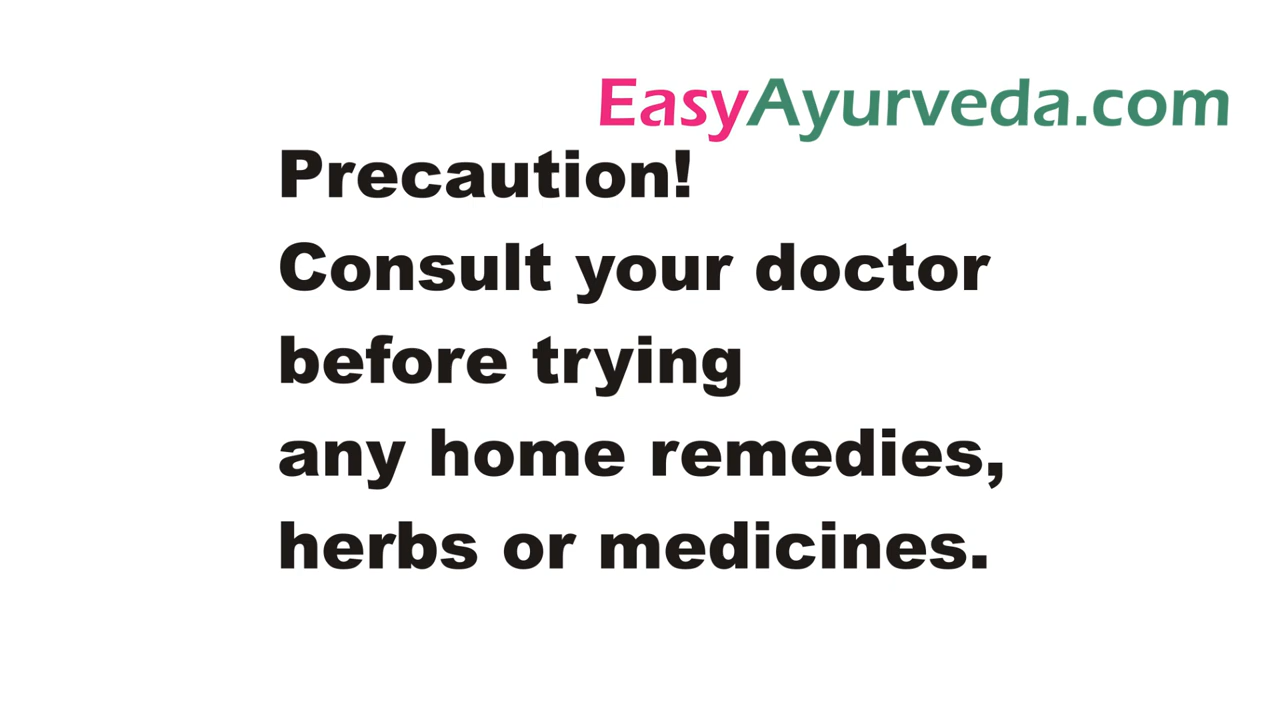 EasyAyurveda.com
Precaution!
Consult your doctor
before trying
any home remedies,
herbs or medicines.